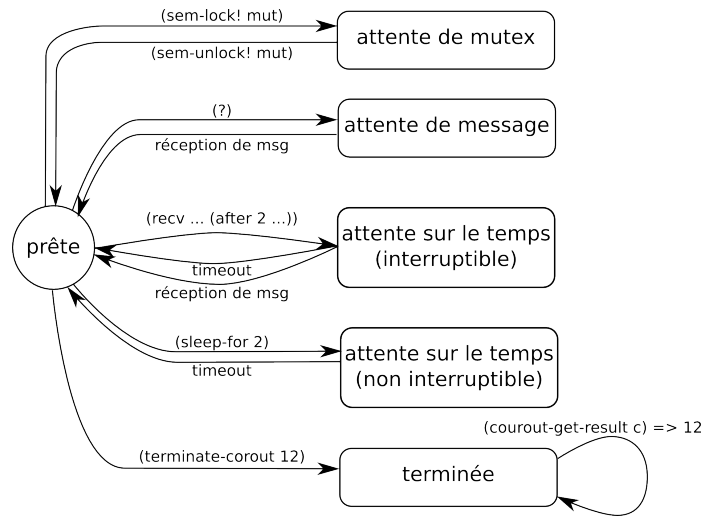 (sem-lock! mut)
attente de mutex
(sem-unlock! mut)
(?)
attente de message
réception de msg
(recv ... (after 2 ...))
attente sur le temps
(interruptible)
prête
timeout
réception de msg
(sleep-for 2)
attente sur le temps
(non interruptible)
timeout
(courout-get-result c) => 12
(terminate-corout 12)
terminée